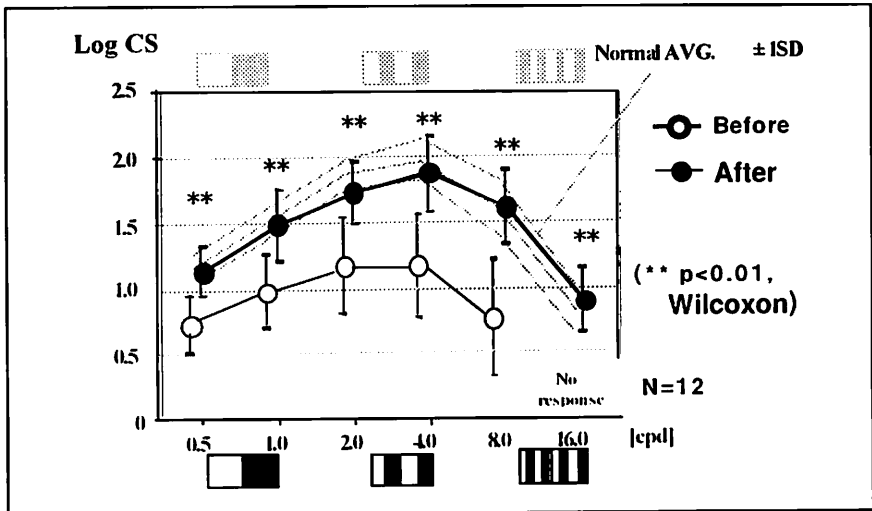 Log CS
Normal AVG. ± 1SD
2.5
2.0
1.5
1.0
0.5
0
** ** ** ** ** **
Before
After
(** p<0.01,
Wilcoxon)
No
response
N=12
0.5 1.0 2.0 4.0 8.0 16.0 [cpd]